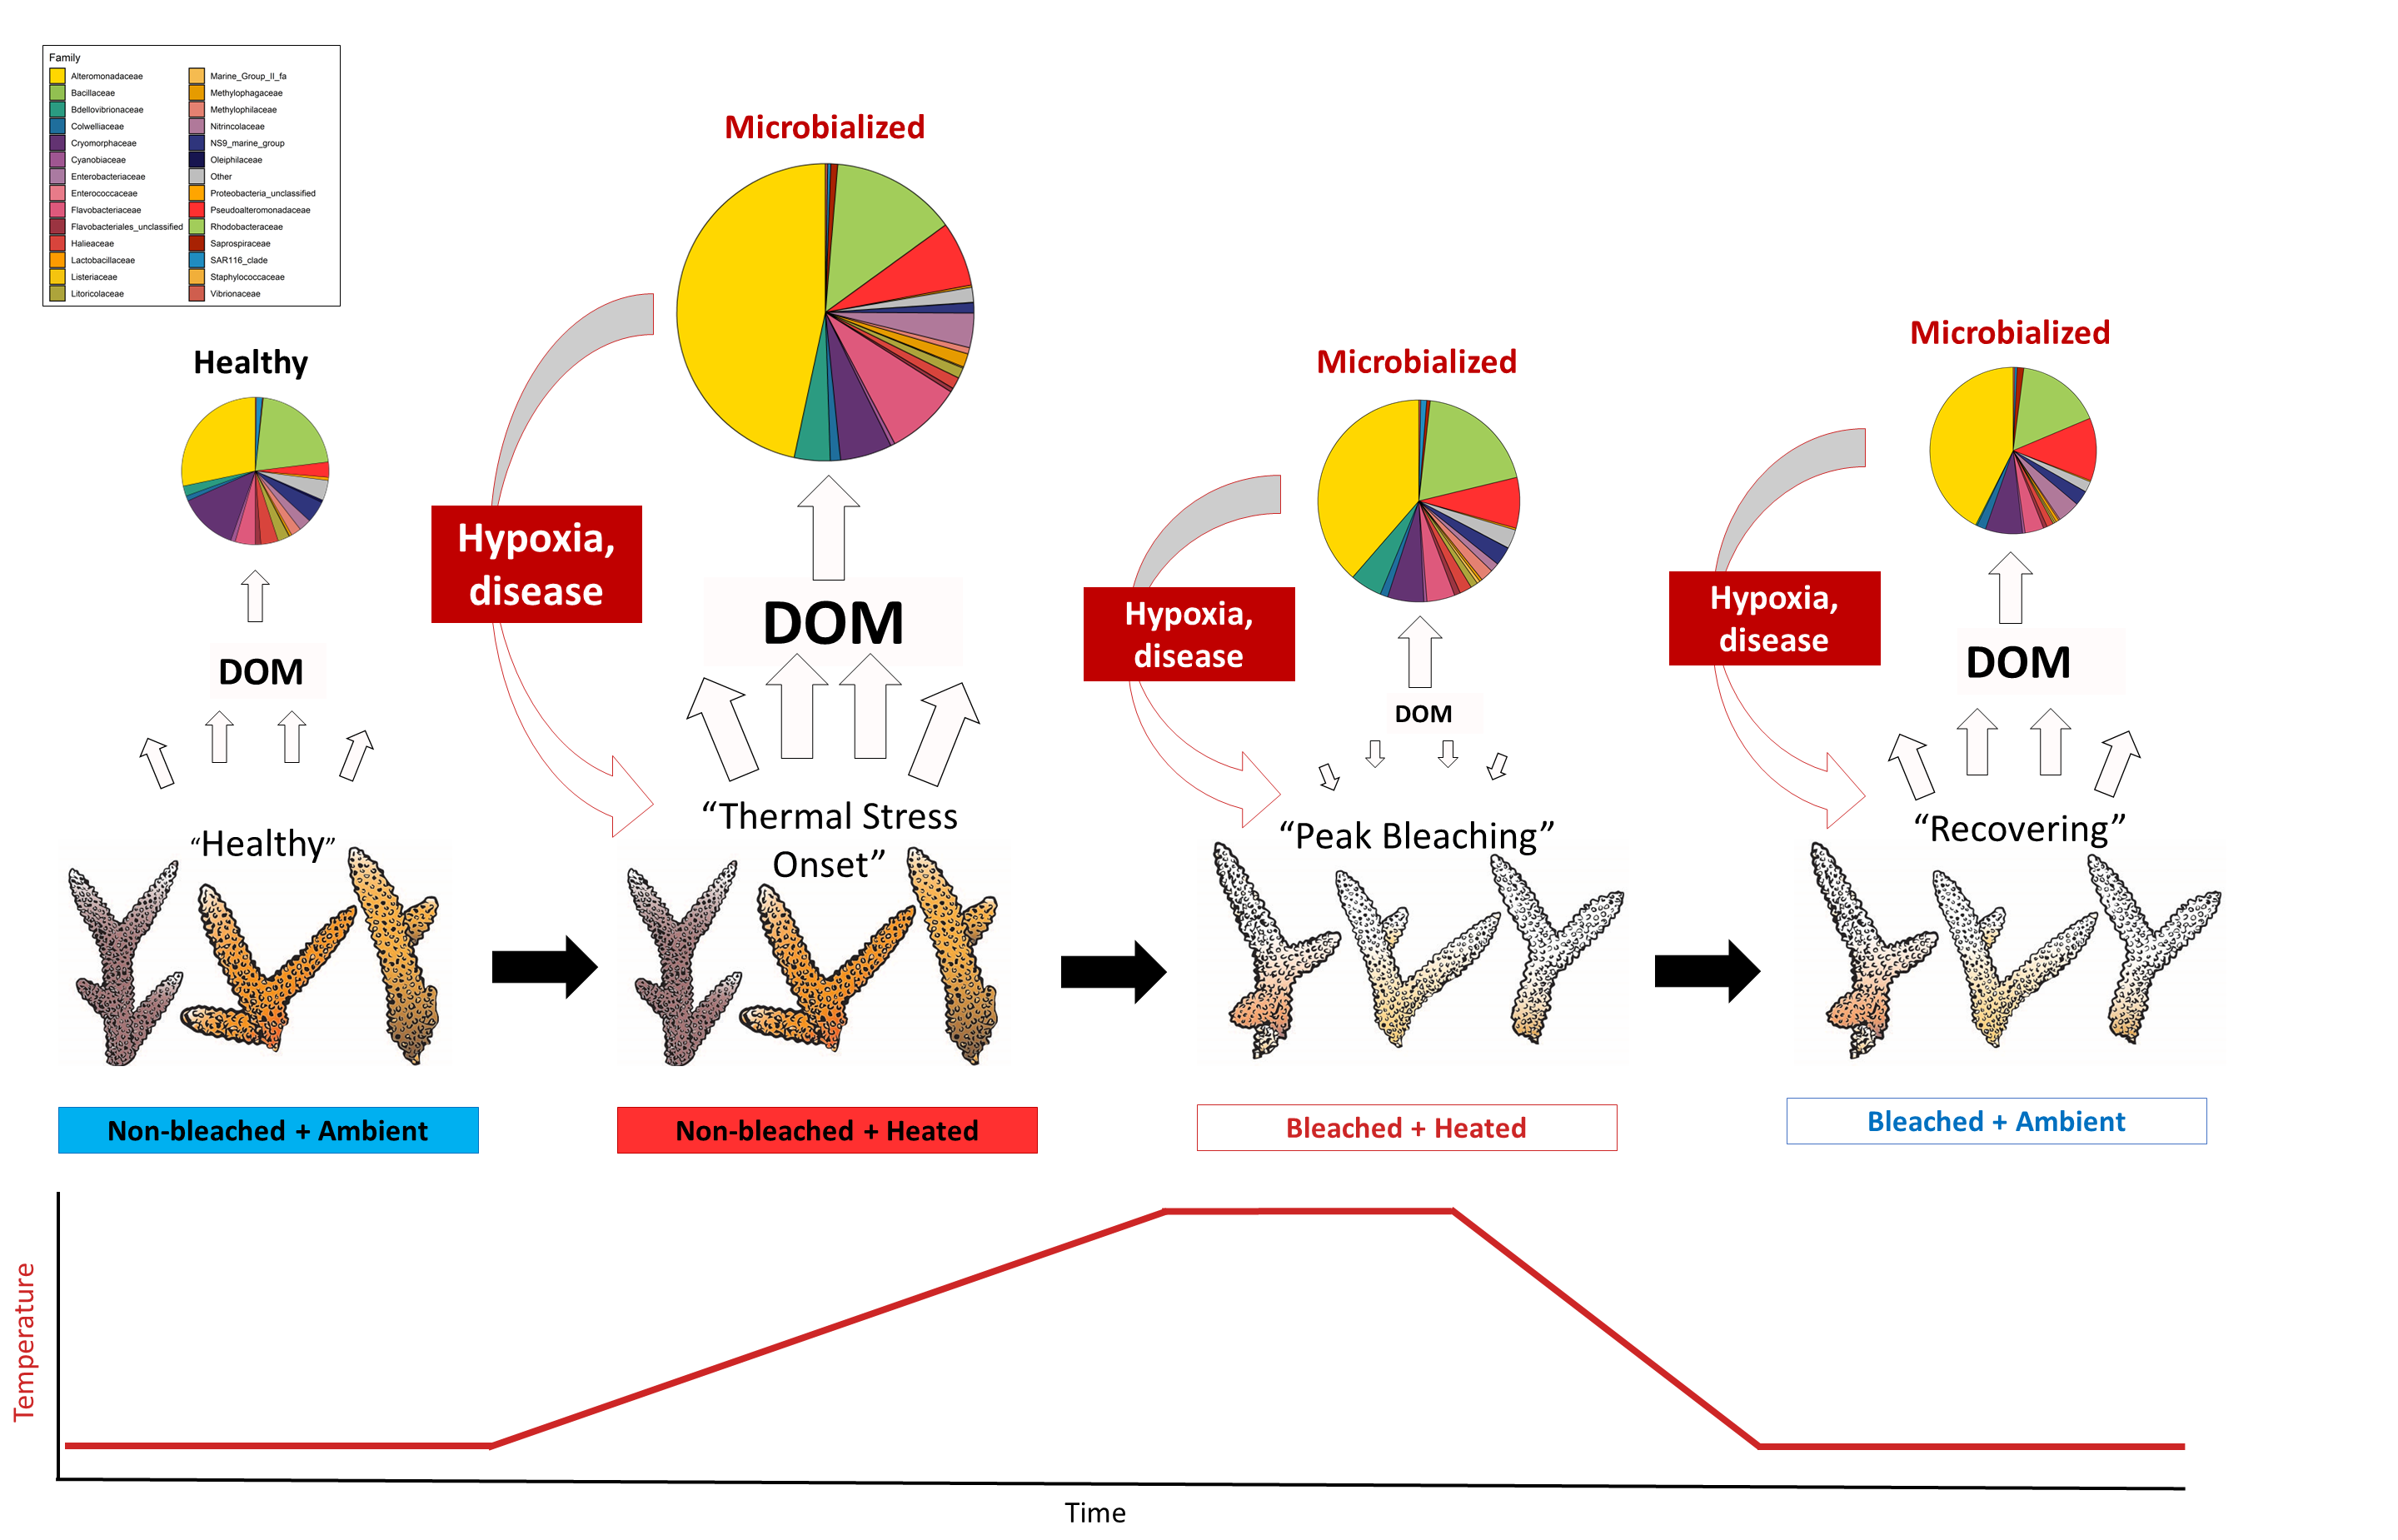 Family
Alteromonadaceae
Bacillaceae
Bdellovibrionaceae
Colwelliaceae
Cryomorphaceae
Cyanobiaceae
Enterobacteriaceae
Enterococcaceae
Flavobacteriaceae
Flavobacteriales_unclassified
Halieaceae
Lactobacillaceae
Listeriaceae
Litoricolaceae
Marine_Group_II_fa
Methylophagaceae
Methylophilaceae
Nitrincolaceae
NS9_marine_group
Oleiphilaceae
Other
Proteobacteria_unclassified
Pseudoalteromonadaceae
Rhodobacteraceae
Saprospiraceae
SAR116_clade
Staphylococcaceae
Vibrionaceae
Healthy
DOM
“Healthy”
Non-bleached + Ambient
Microbialized
Hypoxia,
disease
DOM
“Thermal Stress
Onset”
Non-bleached + Heated
Microbialized
Hypoxia,
disease
DOM
“Peak Bleaching”
Bleached + Heated
Microbialized
Hypoxia,
disease
DOM
“Recovering”
Bleached + Ambient
Temperature
Time